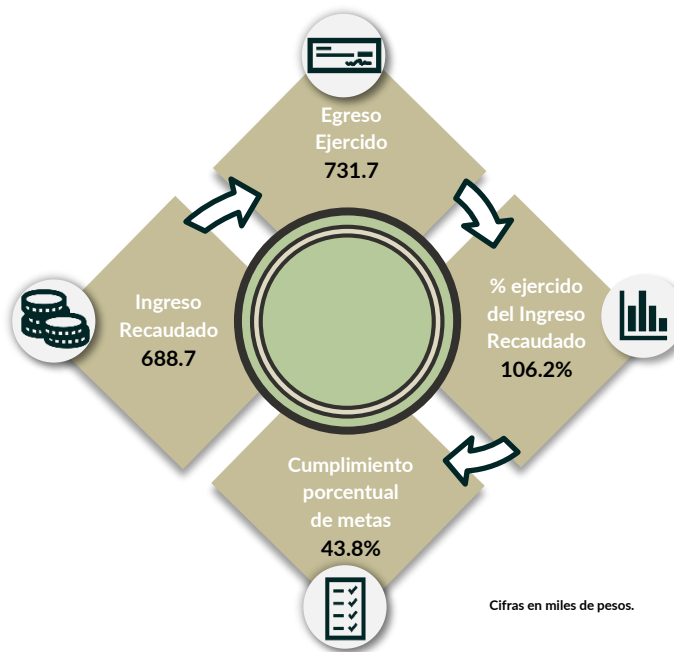 Egreso
Ejercido
731.7
Ingreso
Recaudado
688.7
% ejercido
del Ingreso
Recaudado
106.2%
Cumplimiento
porcentual
de metas
43.8%
Cifras en miles de pesos.